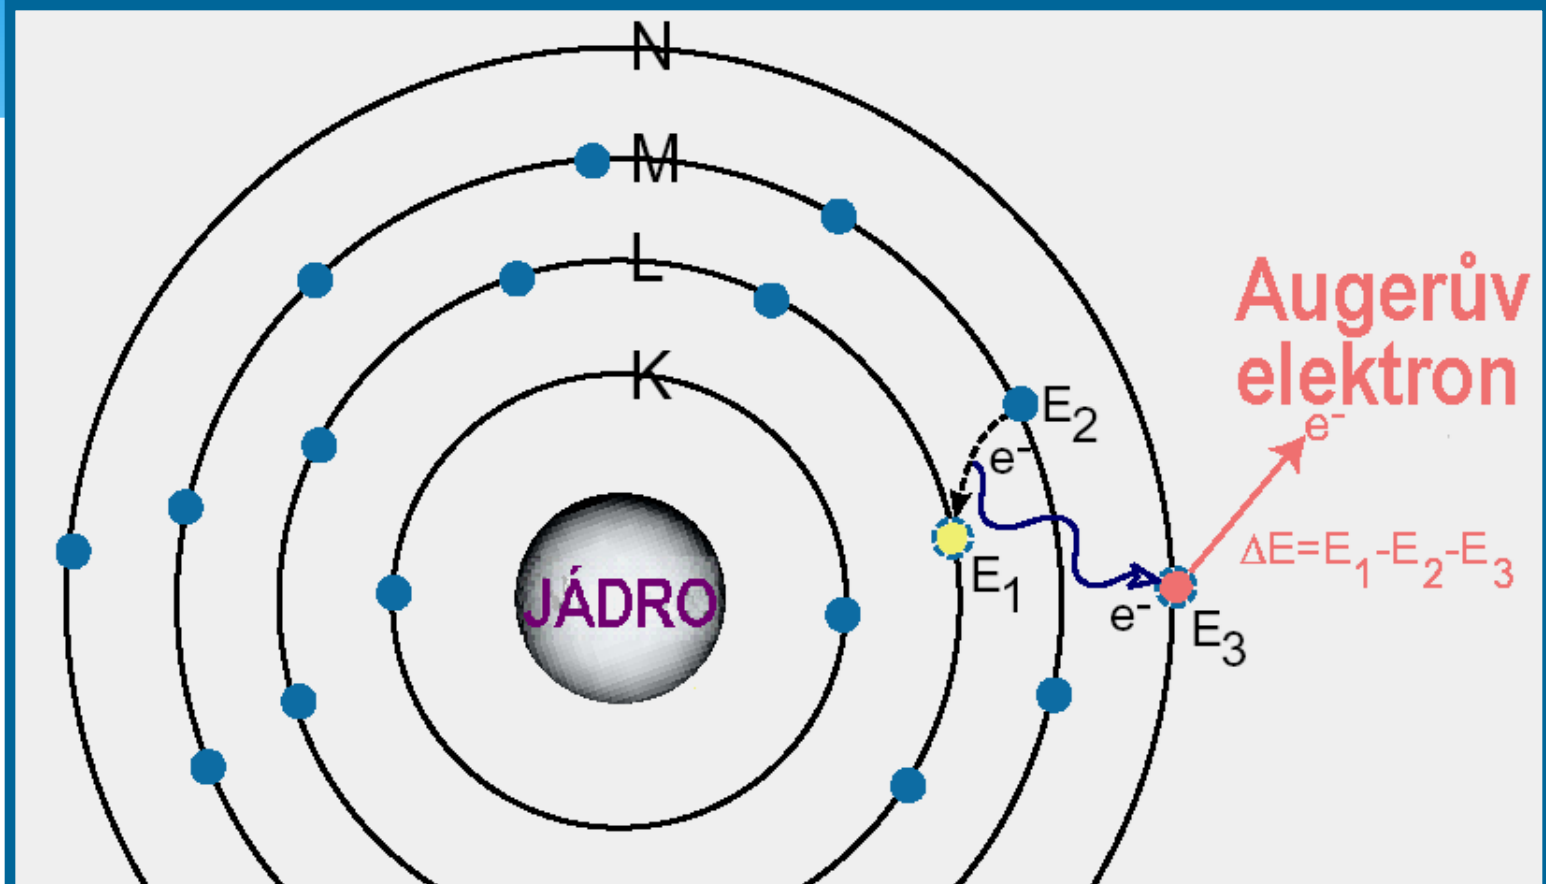 N
M
L
K
JÁDRO
E₂
e⁻
E₁
e⁻
E₃
Augerův
elektron
e⁻
ΔE=E₁-E₂-E₃